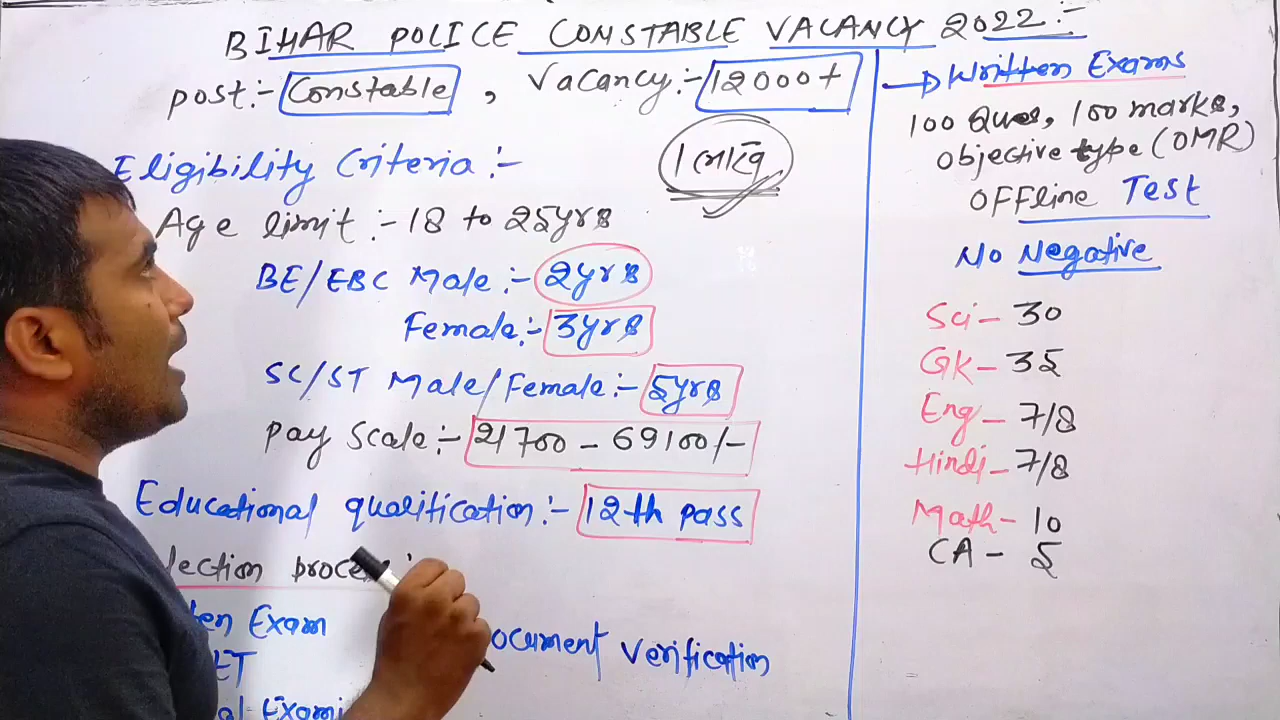 BIHAR POLICE CONSTABLE VACANCY 2022:-
Post:- Constable, Vacancy:- 12000+
Eligibility Criteria:-
Age limit:- 18 to 25yrs
BE/EBC Male:- 2yrs
Female:- 3yrs
SC/ST Male/Female:- 5yrs
Pay Scale:- 21700 - 69100/-
Educational qualification:- 12th pass
lection proce
ten Exam
ET
al Exami
ocument Verification
Written Exams
100 Ques, 100 marks,
Objective type (OMR)
OFFline Test
No Negative
Sci- 30
GK- 35
Eng- 7/8
Hindi- 7/8
Math- 10
CA- 5